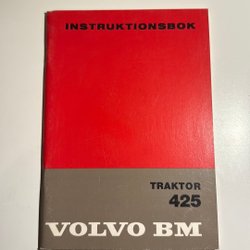 INSTRUKTIONSBOK
TRAKTOR
425
VOLVO BM